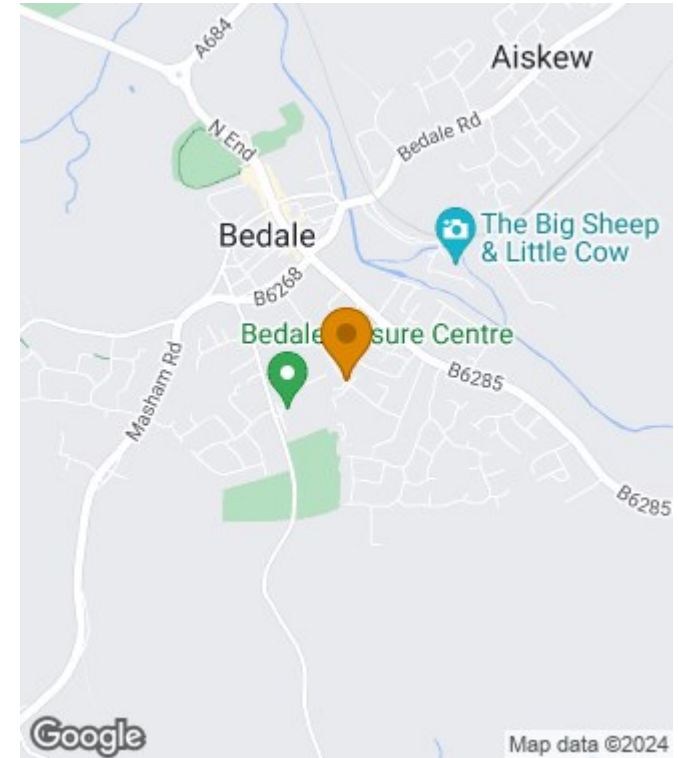 A684
Aiskew
N End
Bedale Rd
The Big Sheep
& Little Cow
Bedale
B6268
Bedale
sure Centre
B6285
Masham Rd
B6285
Google
Map data ©2024